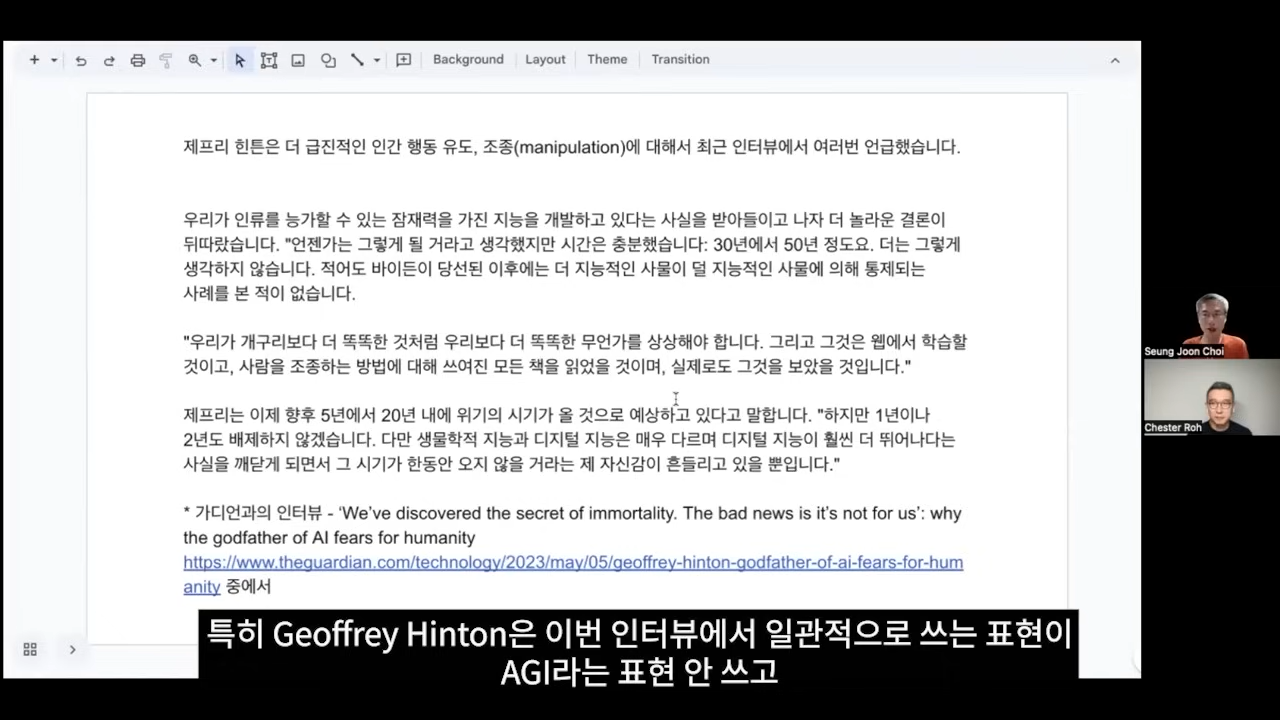 Background Layout Theme Transition
제프리 힌튼은 더 급진적인 인간 행동 유도, 조종(manipulation)에 대해서 최근 인터뷰에서 여러번 언급했습니다.
우리가 인류를 능가할 수 있는 잠재력을 가진 지능을 개발하고 있다는 사실을 받아들이고 나자 더 놀라운 결론이
뒤따랐습니다. "언젠가는 그렇게 될 거라고 생각했지만 시간은 충분했습니다: 30년에서 50년 정도요. 더는 그렇게
생각하지 않습니다. 적어도 바이든이 당선된 이후에는 더 지능적인 사물이 덜 지능적인 사물에 의해 통제되는
사례를 본 적이 없습니다.
"우리가 개구리보다 더 똑똑한 것처럼 우리보다 더 똑똑한 무언가를 상상해야 합니다. 그리고 그것은 웹에서 학습할
것이고, 사람을 조종하는 방법에 대해 쓰여진 모든 책을 읽었을 것이며, 실제로도 그것을 보았을 것입니다."
제프리는 이제 향후 5년에서 20년 내에 위기의 시기가 올 것으로 예상하고 있다고 말합니다. "하지만 1년이나
2년도 배제하지 않겠습니다. 다만 생물학적 지능과 디지털 지능은 매우 다르며 디지털 지능이 훨씬 더 뛰어나다는
사실을 깨닫게 되면서 그 시기가 한동안 오지 않을 거라는 제 자신감이 흔들리고 있을 뿐입니다."
* 가디언과의 인터뷰 - ‘We’ve discovered the secret of immortality. The bad news is it’s not for us’: why
the godfather of AI fears for humanity
https://www.theguardian.com/technology/2023/may/05/geoffrey-hinton-godfather-of-ai-fears-for-hum
anity 중에서
Seung Joon Choi
Chester Roh
특히 Geoffrey Hinton은 이번 인터뷰에서 일관적으로 쓰는 표현이
AGI라는 표현 안 쓰고